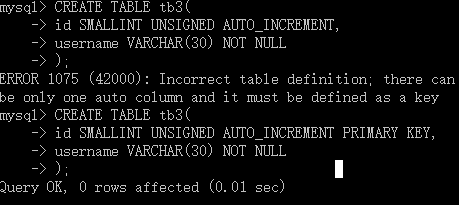 mysql> CREATE TABLE tb3(
    -> id SMALLINT UNSIGNED AUTO_INCREMENT,
    -> username VARCHAR(30) NOT NULL
    -> );
ERROR 1075 (42000): Incorrect table definition; there can
be only one auto column and it must be defined as a key
mysql> CREATE TABLE tb3(
    -> id SMALLINT UNSIGNED AUTO_INCREMENT PRIMARY KEY,
    -> username VARCHAR(30) NOT NULL
    -> );
Query OK, 0 rows affected (0.01 sec)